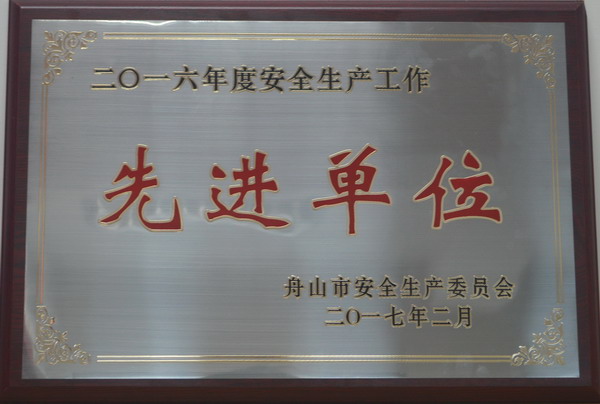 二〇一六年度安全生产工作
先进单位
舟山市安全生产委员会
二〇一七年二月